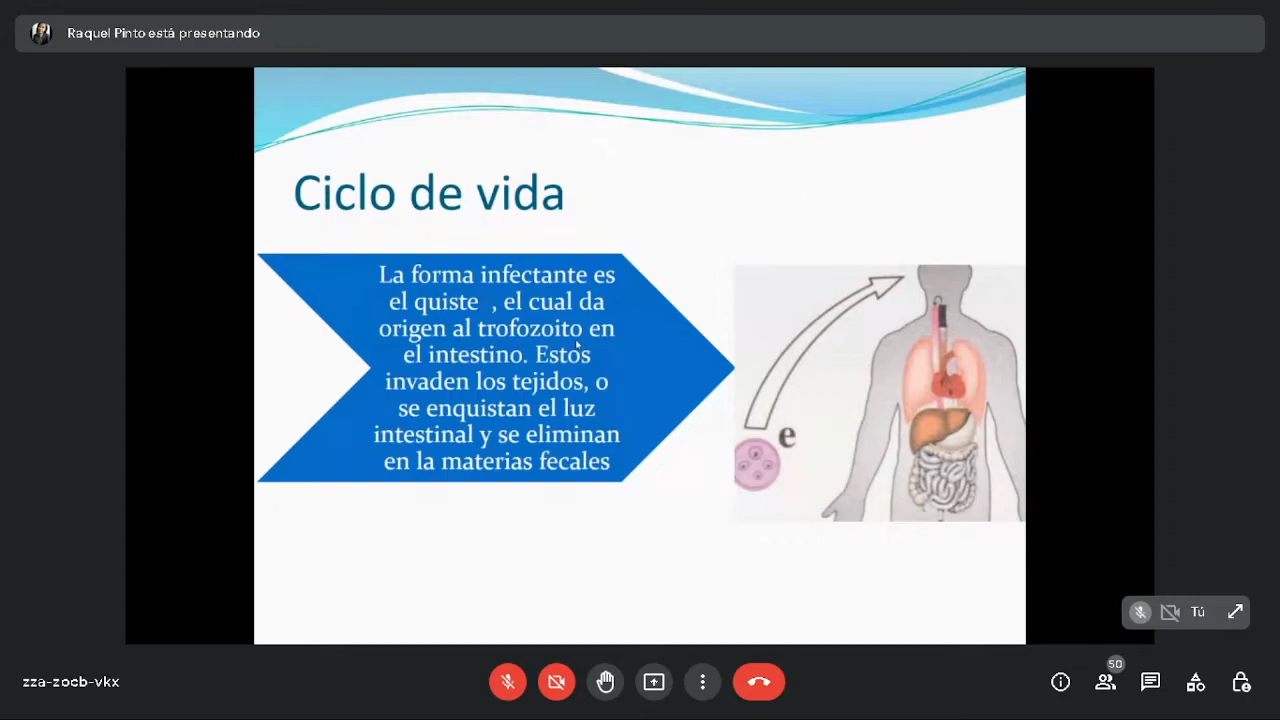 Raquel Pinto está presentando
Ciclo de vida
La forma infectante es
el quiste , el cual da
origen al trofozoito en
el intestino. Estos
invaden los tejidos, o
se enquistan el luz
intestinal y se eliminan
en la materias fecales
e
Tú
50
zza-zocb-vkx